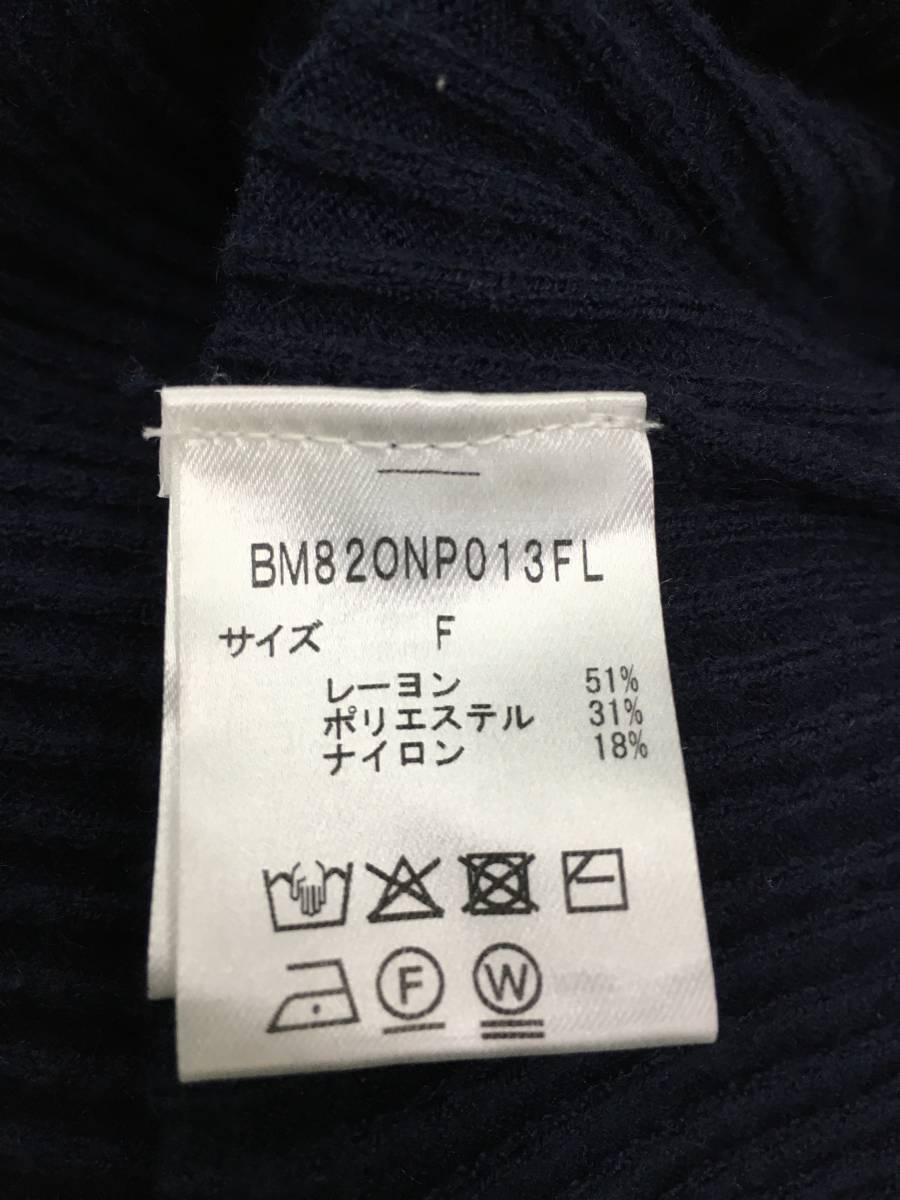 BM820NP013FL
サイズ F
レーヨン 51%
ポリエステル 31%
ナイロン 18%
F W